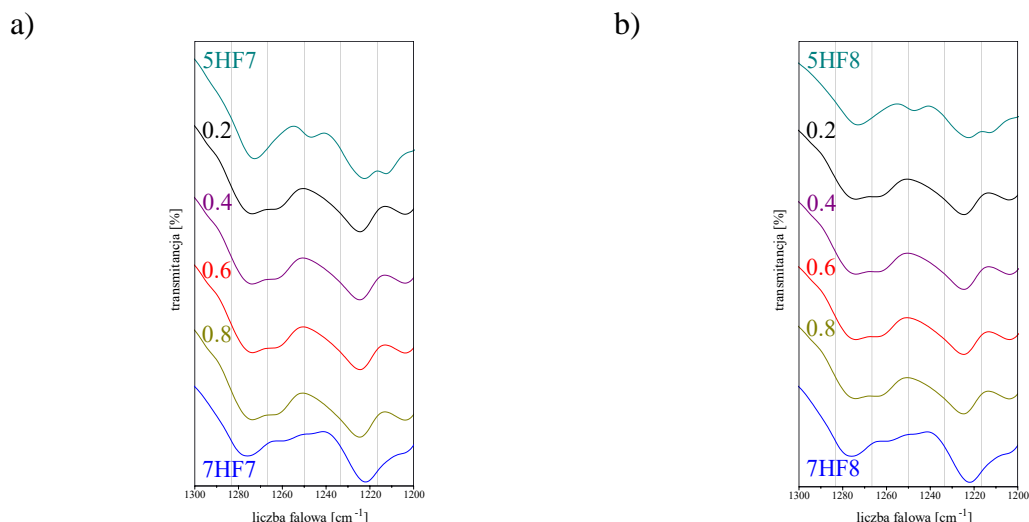 a)
5HF7
0.2
0.4
0.6
0.8
7HF7
transmitancja [%]
1300 1280 1260 1240 1220 1200
liczba falowa [cm⁻¹]
b)
5HF8
0.2
0.4
0.6
0.8
7HF8
transmitancja [%]
1300 1280 1260 1240 1220 1200
liczba falowa [cm⁻¹]